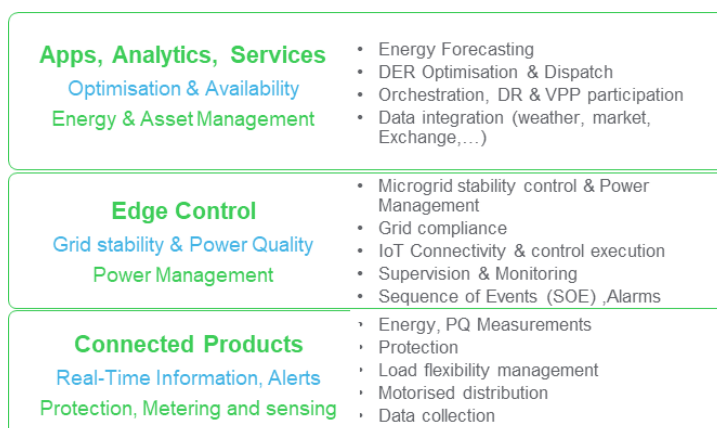 Apps, Analytics, Services
Optimisation & Availability
Energy & Asset Management
• Energy Forecasting
• DER Optimisation & Dispatch
• Orchestration, DR & VPP participation
• Data integration (weather, market,
Exchange,...)
Edge Control
Grid stability & Power Quality
Power Management
• Microgrid stability control & Power
Management
• Grid compliance
• IoT Connectivity & control execution
• Supervision & Monitoring
• Sequence of Events (SOE) ,Alarms
Connected Products
Real-Time Information, Alerts
Protection, Metering and sensing
• Energy, PQ Measurements
• Protection
• Load flexibility management
• Motorised distribution
• Data collection